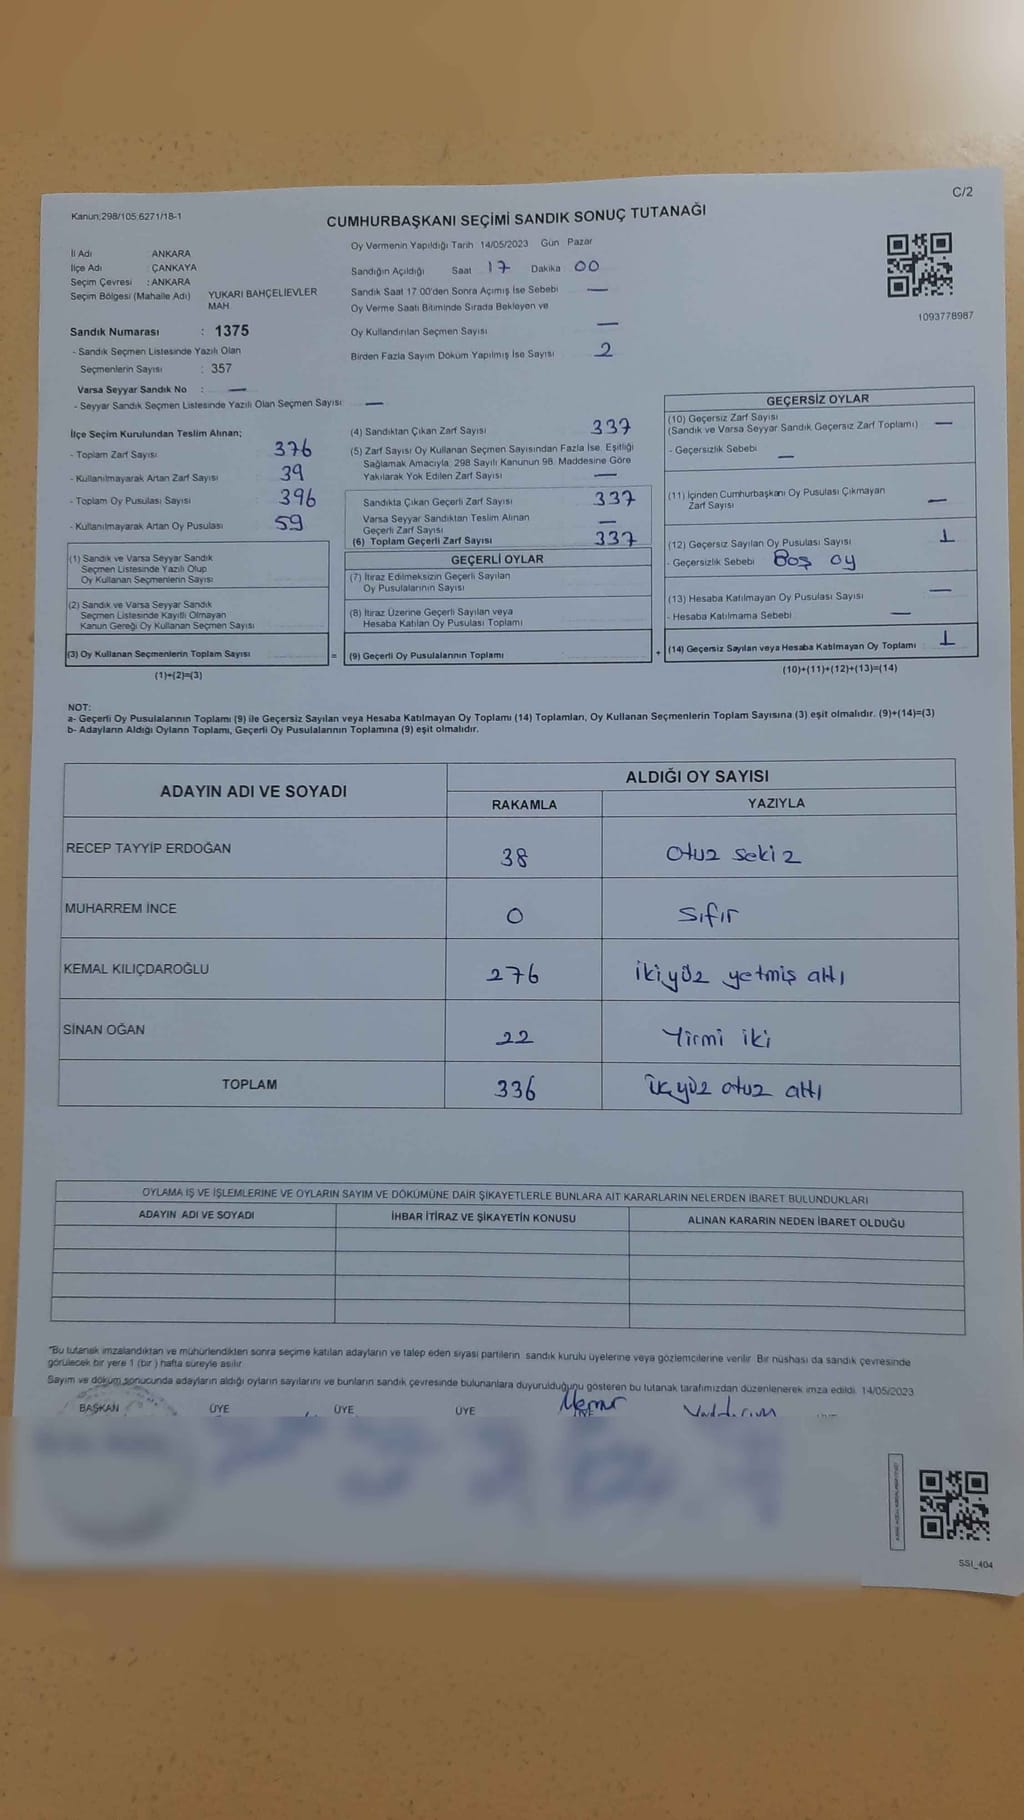 C/2
Kanun:298/105;6271/18-1
CUMHURBAŞKANI SEÇİMİ SANDIK SONUÇ TUTANAĞI
İl Adı ANKARA
İlçe Adı : ÇANKAYA
Seçim Çevresi : ANKARA
Seçim Bölgesi (Mahalle Adı) YUKARI BAHÇELİEVLER
MAH.
Sandık Numarası : 1375
- Sandık Seçmen Listesinde Yazılı Olan
Seçmenlerin Sayısı : 357
Varsa Seyyar Sandık No : —
- Seyyar Sandık Seçmen Listesinde Yazılı Olan Seçmen Sayısı —
Oy Vermenin Yapıldığı Tarih 14/05/2023 Gün Pazar
Sandığın Açıldığı Saat 17 Dakika 00
Sandık Saat 17:00'den Sonra Açımış İse Sebebi —
Oy Verme Saati Bitiminde Sırada Bekleyen ve
Oy Kullandırılan Seçmen Sayısı —
Birden Fazla Sayım Döküm Yapılmış İse Sayısı 2
1093778987
İlçe Seçim Kurulundan Teslim Alınan;
- Toplam Zarf Sayısı 376
- Kullanılmayarak Artan Zarf Sayısı 39
- Toplam Oy Pusulası Sayısı 396
- Kullanılmayarak Artan Oy Pusulası 59
(1) Sandık ve Varsa Seyyar Sandık
Seçmen Listesinde Yazılı Olup
Oy Kullanan Seçmenlerin Sayısı
(2) Sandık ve Varsa Seyyar Sandık
Seçmen Listesinde Kayıtlı Olmayan
Kanun Gereği Oy Kullanan Seçmen Sayısı
(3) Oy Kullanan Seçmenlerin Toplam Sayısı
(1)+(2)=(3)
(4) Sandıktan Çıkan Zarf Sayısı 337
(5) Zarf Sayısı Oy Kullanan Seçmen Sayısından Fazla İse, Eşitliği
Sağlamak Amacıyla, 298 Sayılı Kanunun 98. Maddesine Göre
Yakılarak Yok Edilen Zarf Sayısı —
Sandıkta Çıkan Geçerli Zarf Sayısı 337
Varsa Seyyar Sandıktan Teslim Alınan
Geçerli Zarf Sayısı —
(6) Toplam Geçerli Zarf Sayısı 337
GEÇERLİ OYLAR
(7) İtiraz Edilmeksizin Geçerli Sayılan
Oy Pusulalarının Sayısı
(8) İtiraz Üzerine Geçerli Sayılan veya
Hesaba Katılan Oy Pusulası Toplamı
= (9) Geçerli Oy Pusulalarının Toplamı +
GEÇERSİZ OYLAR
(10) Geçersiz Zarf Sayısı
(Sandık ve Varsa Seyyar Sandık Geçersiz Zarf Toplamı) —
- Geçersizlik Sebebi —
(11) İçinden Cumhurbaşkanı Oy Pusulası Çıkmayan
Zarf Sayısı —
(12) Geçersiz Sayılan Oy Pusulası Sayısı 1
- Geçersizlik Sebebi Boş oy
(13) Hesaba Katılmayan Oy Pusulası Sayısı —
- Hesaba Katılmama Sebebi —
(14) Geçersiz Sayılan veya Hesaba Katılmayan Oy Toplamı 1
(10)+(11)+(12)+(13)=(14)
NOT:
a- Geçerli Oy Pusulalarının Toplamı (9) ile Geçersiz Sayılan veya Hesaba Katılmayan Oy Toplamı (14) Toplamları, Oy Kullanan Seçmenlerin Toplam Sayısına (3) eşit olmalıdır. (9)+(14)=(3)
b- Adayların Aldığı Oyların Toplamı, Geçerli Oy Pusulalarının Toplamına (9) eşit olmalıdır.
ADAYIN ADI VE SOYADI ALDIĞI OY SAYISI
RAKAMLA YAZIYLA
RECEP TAYYİP ERDOĞAN 38 otuz sekiz
MUHARREM İNCE 0 sıfır
KEMAL KILIÇDAROĞLU 276 ikiyüz yetmiş altı
SİNAN OĞAN 22 Yirmi iki
TOPLAM 336 üçyüz otuz altı
OYLAMA İŞ VE İŞLEMLERİNE VE OYLARIN SAYIM VE DÖKÜMÜNE DAİR ŞİKAYETLERLE BUNLARA AİT KARARLARIN NELERDEN İBARET BULUNDUKLARI
ADAYIN ADI VE SOYADI İHBAR İTİRAZ VE ŞİKAYETİN KONUSU ALINAN KARARIN NEDEN İBARET OLDUĞU
*Bu tutanak imzalandıktan ve mühürlendikten sonra seçime katılan adayların ve talep eden siyasi partilerin sandık kurulu üyelerine veya gözlemcilerine verilir. Bir nüshası da sandık çevresinde
görülecek bir yere 1 (bir) hafta süreyle asılır.
Sayım ve döküm sonucunda adayların aldığı oyların sayılarını ve bunların sandık çevresinde bulunanlara duyurulduğunu gösteren bu tutanak tarafımızdan düzenlenerek imza edildi. 14/05/2023
BAŞKAN ÜYE ÜYE ÜYE Memur
SSI_404